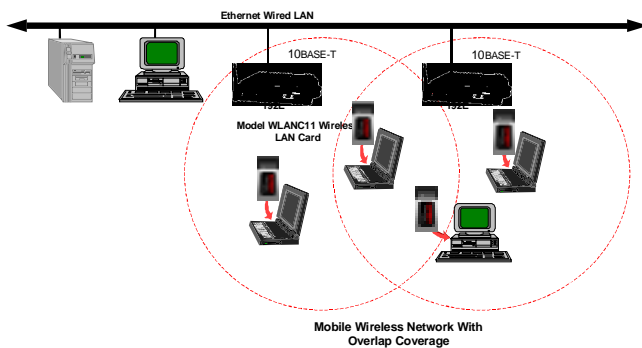 Ethernet Wired LAN
10BASE-T
10BASE-T
Model WLANC11 Wireless
LAN Card
Mobile Wireless Network With
Overlap Coverage